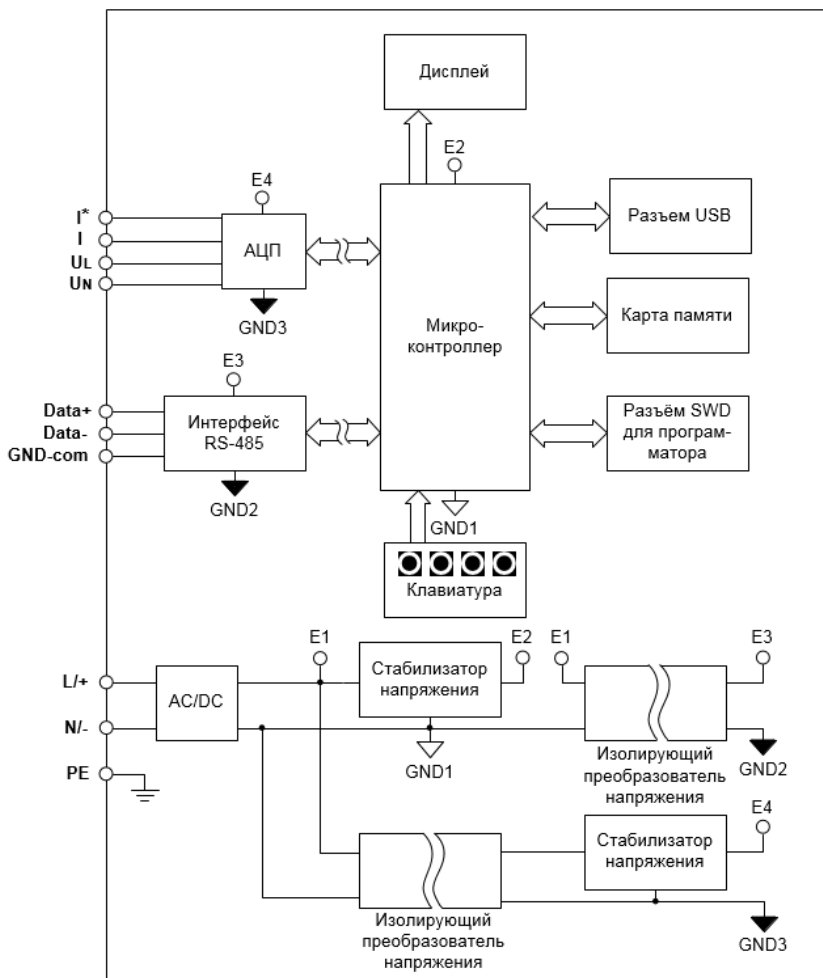 Дисплей
E2
E4
I*
I
UL
UN
АЦП
GND3
Микро-
контроллер
Разъем USB
Карта памяти
Разъём SWD
для програм-
матора
E3
Data+
Data-
GND-com
Интерфейс
RS-485
GND2
GND1
Клавиатура
L/+
N/-
PE
AC/DC
E1
Стабилизатор
напряжения
E2
GND1
E1
E3
GND2
Изолирующий
преобразователь
напряжения
Изолирующий
преобразователь
напряжения
Стабилизатор
напряжения
E4
GND3